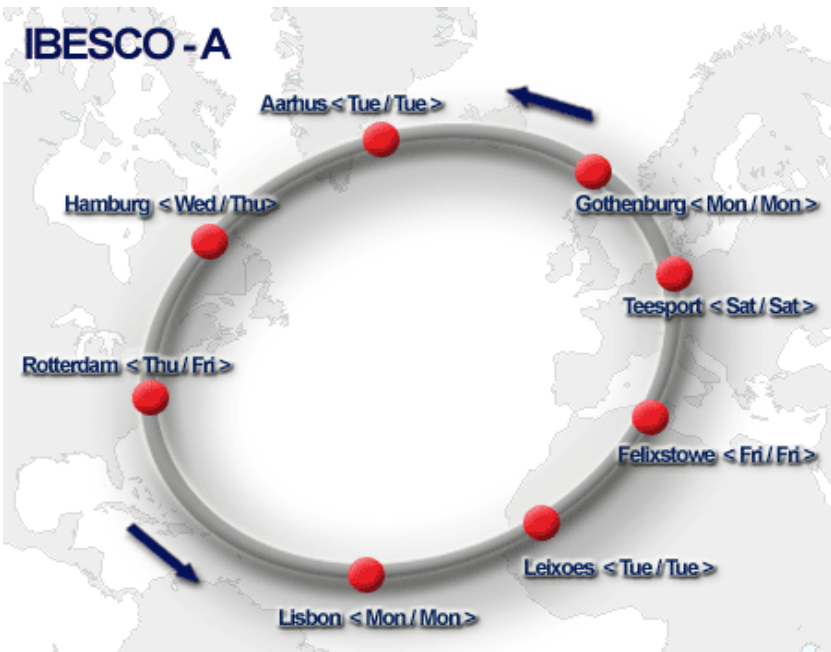 IBESCO - A
Aarhus < Tue / Tue >
Hamburg < Wed / Thu>
Gothenburg < Mon / Mon >
Teesport < Sat / Sat >
Rotterdam < Thu / Fri >
Felixstowe < Fri / Fri >
Leixoes < Tue / Tue >
Lisbon < Mon / Mon >